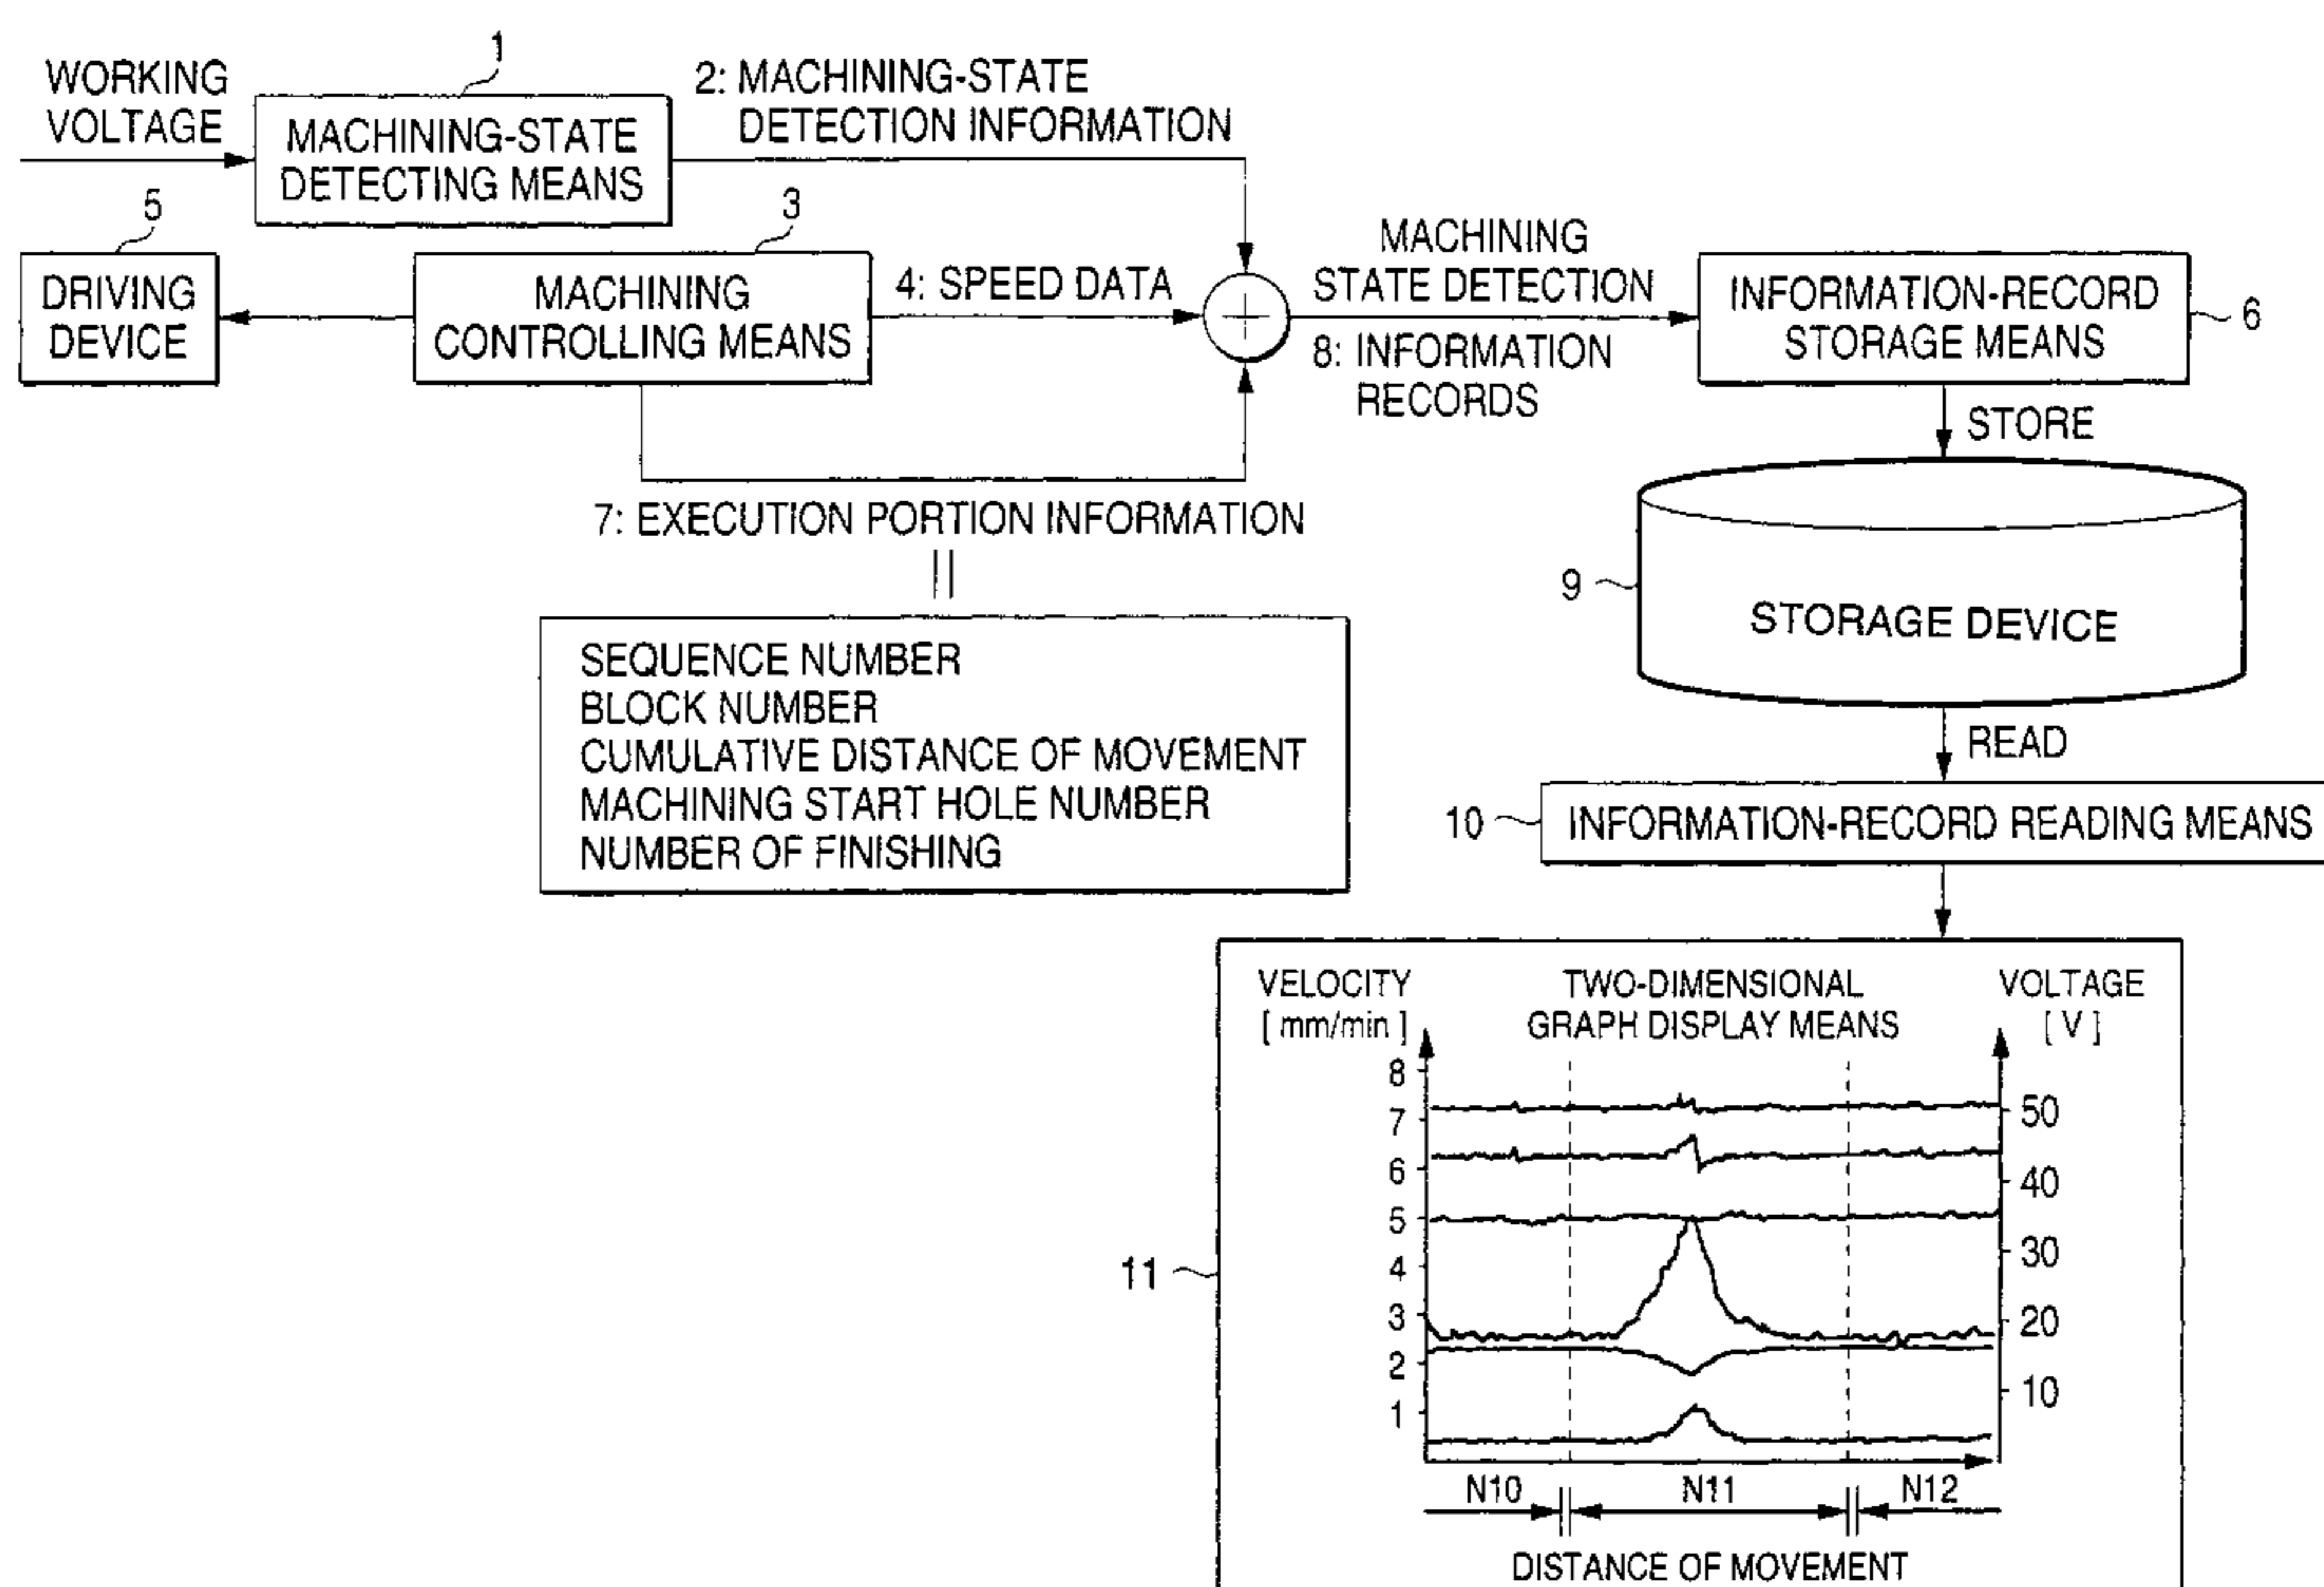 1
WORKING
VOLTAGE
MACHINING-STATE
DETECTING MEANS
2: MACHINING-STATE
DETECTION INFORMATION
5
DRIVING
DEVICE
3
MACHINING
CONTROLLING MEANS
4: SPEED DATA
+
MACHINING
STATE DETECTION
8: INFORMATION
RECORDS
INFORMATION-RECORD
STORAGE MEANS
6
STORE
7: EXECUTION PORTION INFORMATION
SEQUENCE NUMBER
BLOCK NUMBER
CUMULATIVE DISTANCE OF MOVEMENT
MACHINING START HOLE NUMBER
NUMBER OF FINISHING
9
STORAGE DEVICE
READ
10
INFORMATION-RECORD READING MEANS
11
VELOCITY
[ mm/min ]
TWO-DIMENSIONAL
GRAPH DISPLAY MEANS
VOLTAGE
[ V ]
8
7
6
5
4
3
2
1
50
40
30
20
10
N10
N11
N12
DISTANCE OF MOVEMENT